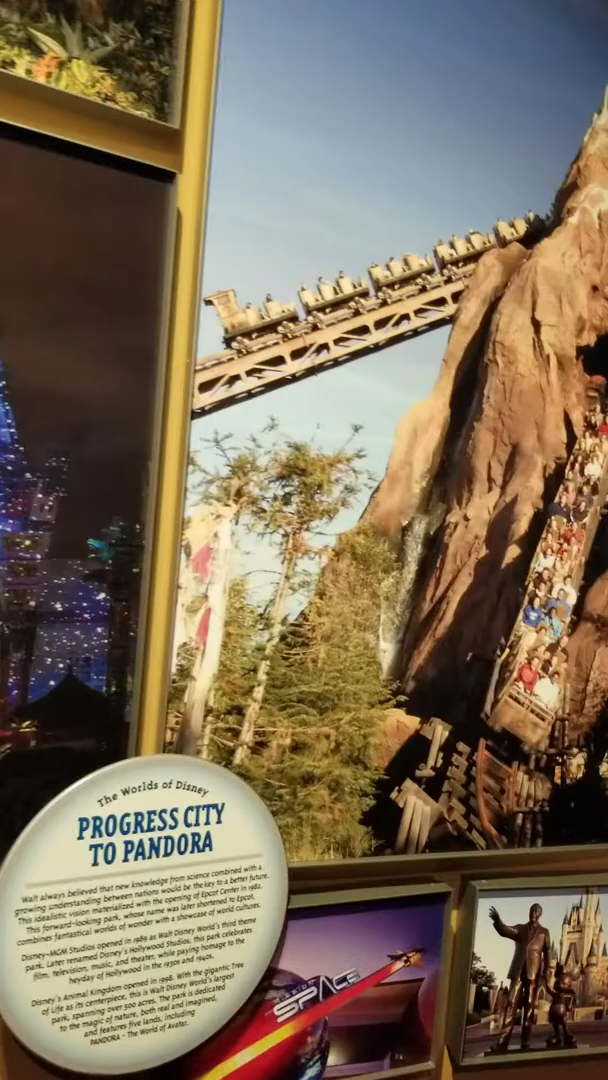 The Worlds of Disney
PROGRESS CITY
TO PANDORA
Walt always believed that new knowledge from science combined with a
growing understanding between nations would be the key to a better future.
This idealistic vision materialized with the opening of Epcot Center in 1982.
This forward-looking park, whose name was later shortened to Epcot,
combines fantastical worlds of wonder with a showcase of world cultures.
Disney-MGM Studios opened in 1989 as Walt Disney World's third theme
park. Later renamed Disney's Hollywood Studios, this park celebrates
film, television, music, and theater, while paying homage to the
heyday of Hollywood in the 1930s and 1940s.
Disney's Animal Kingdom opened in 1998. With the gigantic Tree
of Life as its centerpiece, this is Walt Disney World's largest
park, spanning over 500 acres. The park is dedicated
to the magic of nature, both real and imagined,
and features five lands, including
PANDORA - The World of Avatar.
MISSION
SPACE